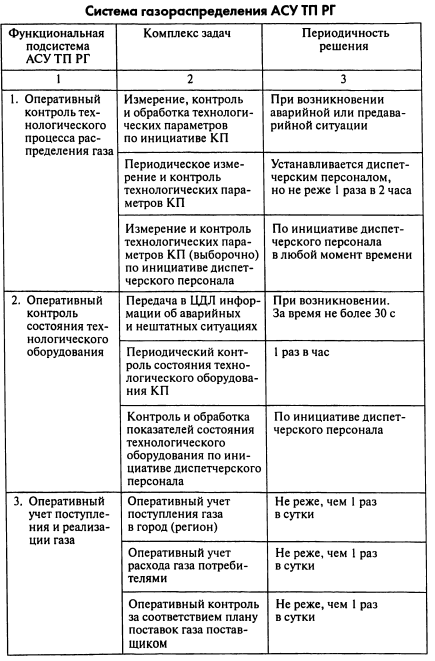 Система газораспределения АСУ ТП РГ
Функциональная
подсистема
АСУ ТП РГ
Комплекс задач
Периодичность
решения
1
2
3
1. Оперативный
контроль тех-
нологического
процесса рас-
пределения газа
Измерение, контроль
и обработка технологи-
ческих параметров
по инициативе КП
При возникновении
аварийной или предава-
рийной ситуации
Периодическое изме-
рение и контроль
технологических пара-
метров КП
Устанавливается диспет-
черским персоналом,
но не реже 1 раза в 2 часа
Измерение и контроль
технологических пара-
метров КП (выборочно)
по инициативе диспет-
черского персонала
По инициативе диспет-
черского персонала
в любой момент времени
2. Оперативный
контроль
состояния тех-
нологического
оборудования
Передача в ЦДЛ инфор-
мации об аварийных
и нештатных ситуациях
При возникновении.
За время не более 30 с
Периодический конт-
роль состояния техно-
логического оборудова-
ния КП
1 раз в час
Контроль и обработка
показателей состояния
технологического
оборудования по ини-
циативе диспетчерского
персонала
По инициативе диспет-
черского персонала
3. Оперативный
учет поступле-
ния и реализа-
ции газа
Оперативный учет
поступления газа
в город (регион)
Не реже, чем 1 раз
в сутки
Оперативный учет
расхода газа потреби-
телями
Не реже, чем 1 раз
в сутки
Оперативный контроль
за соответствием плану
поставок газа постав-
щиком
Не реже, чем 1 раз
в сутки